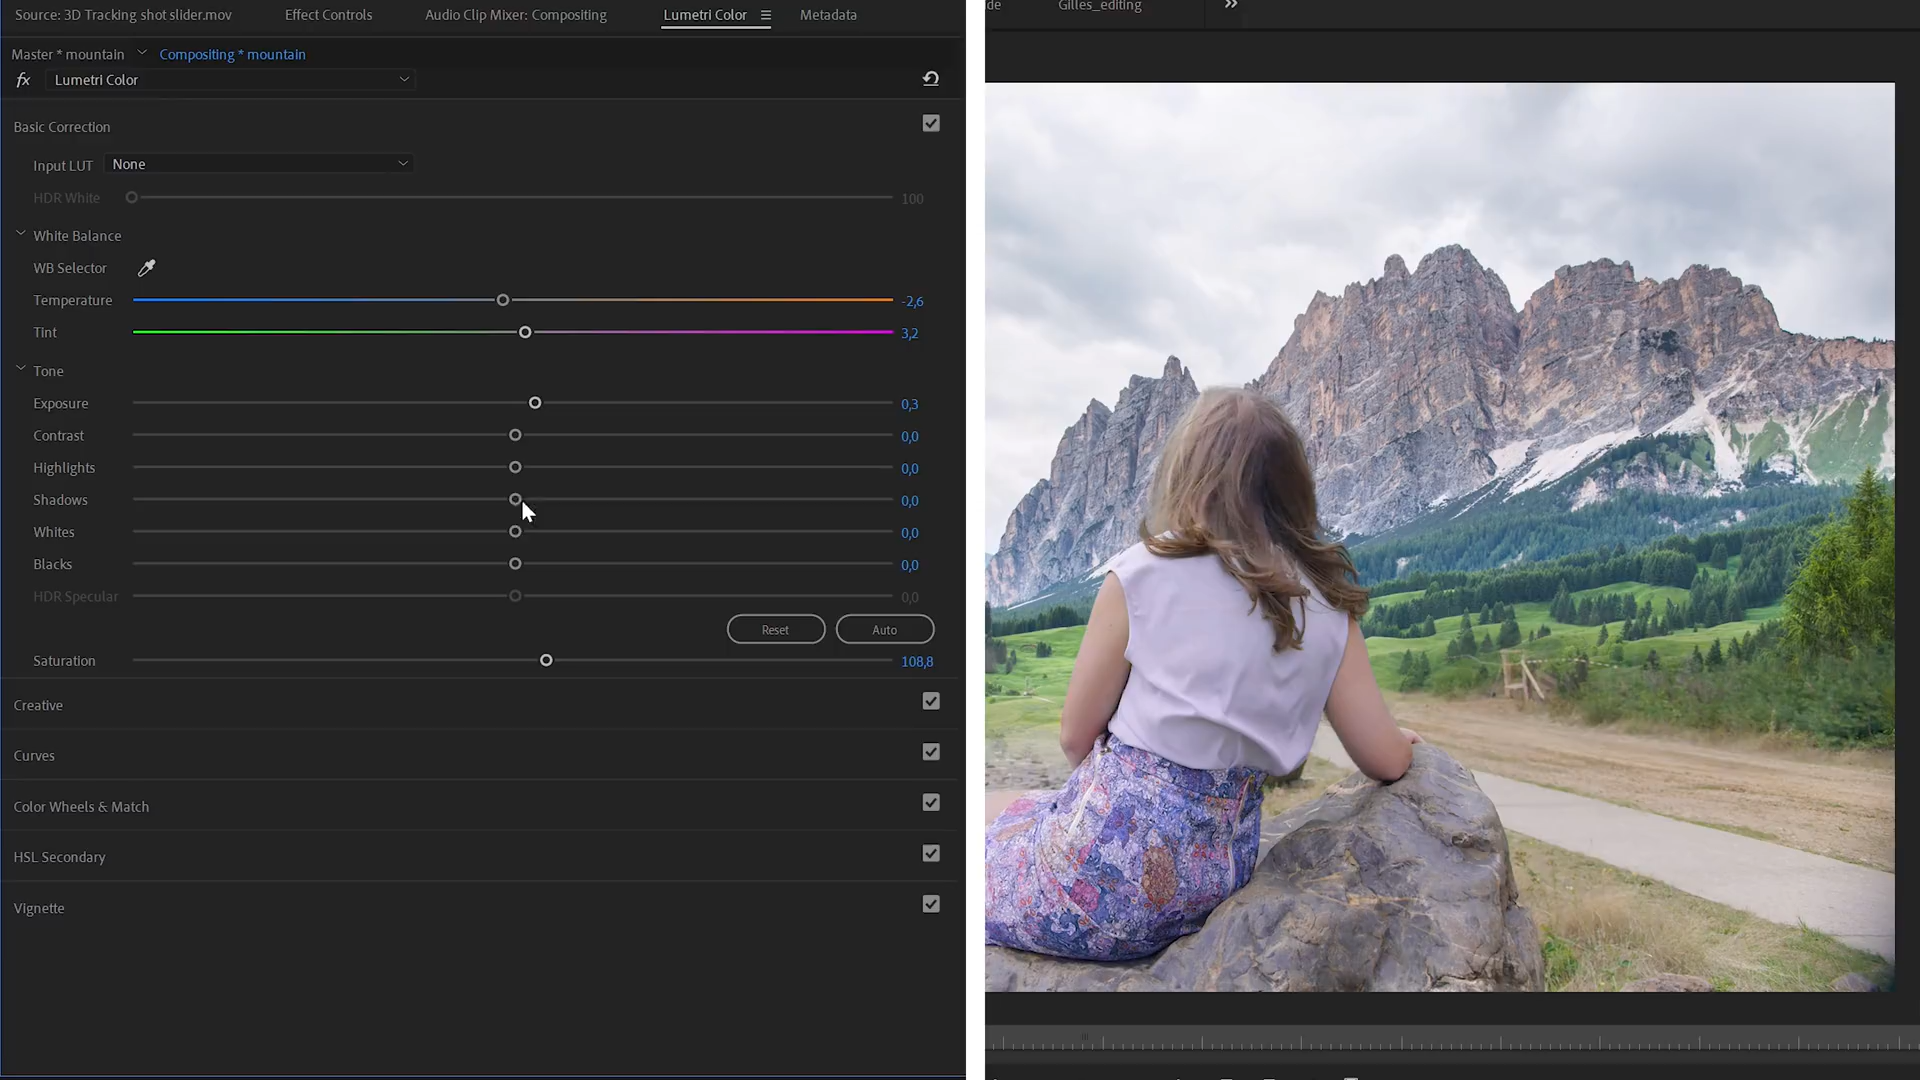 Source: 3D Tracking shot slider.mov
Effect Controls
Audio Clip Mixer: Compositing
Lumetri Color
Metadata
Gilles_editing
Master * mountain
Compositing * mountain
fx
Lumetri Color
Basic Correction
Input LUT
None
HDR White
100
White Balance
WB Selector
Temperature
-2,6
Tint
3,2
Tone
Exposure
0,3
Contrast
0,0
Highlights
0,0
Shadows
0,0
Whites
0,0
Blacks
0,0
HDR Specular
0,0
Reset
Auto
Saturation
108,8
Creative
Curves
Color Wheels & Match
HSL Secondary
Vignette